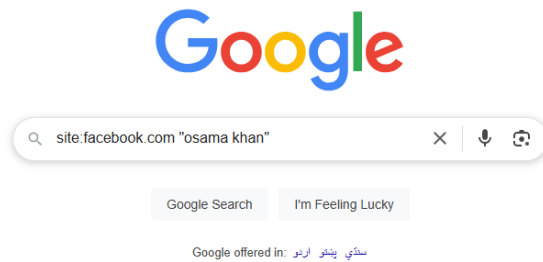 Google
site:facebook.com "osama khan"
Google Search I'm Feeling Lucky
Google offered in: اردو پښتو سنڌي